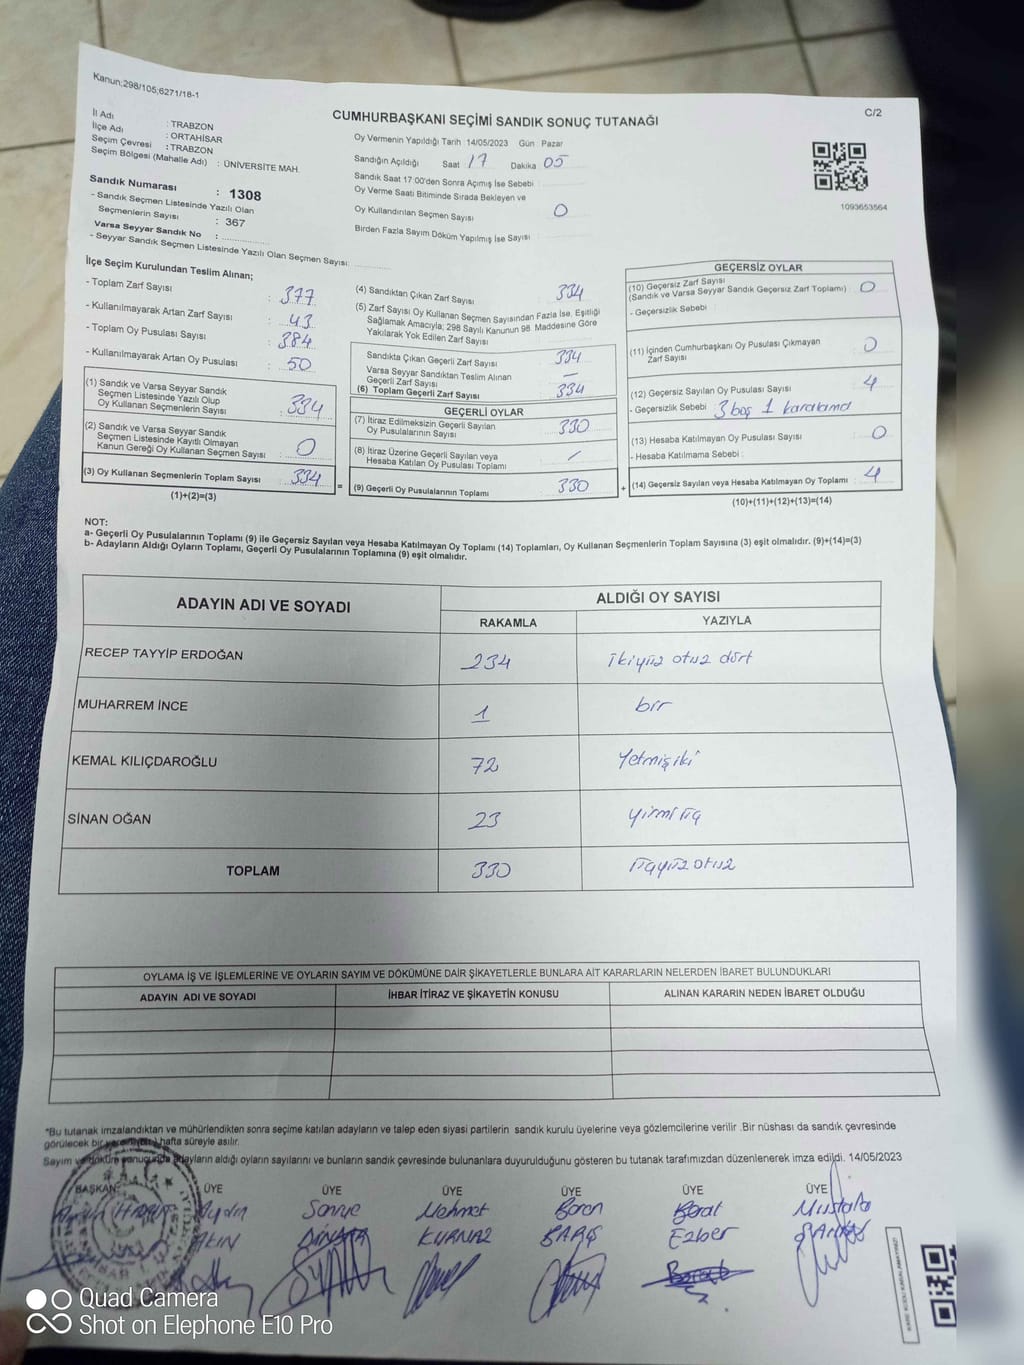 Kanun;298/105;6271/18-1
C/2
CUMHURBAŞKANI SEÇİMİ SANDIK SONUÇ TUTANAĞI
İl Adı : TRABZON
İlçe Adı : ORTAHİSAR
Seçim Çevresi : TRABZON
Seçim Bölgesi (Mahalle Adı) : ÜNİVERSİTE MAH.
Sandık Numarası : 1308
- Sandık Seçmen Listesinde Yazılı Olan
Seçmenlerin Sayısı : 367
Varsa Seyyar Sandık No :
- Seyyar Sandık Seçmen Listesinde Yazılı Olan Seçmen Sayısı:
Oy Vermenin Yapıldığı Tarih 14/05/2023 Gün : Pazar
Sandığın Açıldığı Saat 17 Dakika 05
Sandık Saat 17:00'den Sonra Açımış İse Sebebi :
Oy Verme Saati Bitiminde Sırada Bekleyen ve
Oy Kullandırılan Seçmen Sayısı : 0
Birden Fazla Sayım Döküm Yapılmış İse Sayısı :
1093653564
İlçe Seçim Kurulundan Teslim Alınan;
- Toplam Zarf Sayısı : 377
- Kullanılmayarak Artan Zarf Sayısı : 43
- Toplam Oy Pusulası Sayısı : 384
- Kullanılmayarak Artan Oy Pusulası : 50
(1) Sandık ve Varsa Seyyar Sandık
Seçmen Listesinde Yazılı Olup
Oy Kullanan Seçmenlerin Sayısı : 334
(2) Sandık ve Varsa Seyyar Sandık
Seçmen Listesinde Kayıtlı Olmayan
Kanun Gereği Oy Kullanan Seçmen Sayısı : 0
(3) Oy Kullanan Seçmenlerin Toplam Sayısı : 334
(1)+(2)=(3)
=
(4) Sandıktan Çıkan Zarf Sayısı : 334
(5) Zarf Sayısı Oy Kullanan Seçmen Sayısından Fazla İse, Eşitliği
Sağlamak Amacıyla; 298 Sayılı Kanunun 98. Maddesine Göre
Yakılarak Yok Edilen Zarf Sayısı :
Sandıkta Çıkan Geçerli Zarf Sayısı : 334
Varsa Seyyar Sandıktan Teslim Alınan
Geçerli Zarf Sayısı : —
(6) Toplam Geçerli Zarf Sayısı : 334
GEÇERLİ OYLAR
(7) İtiraz Edilmeksizin Geçerli Sayılan
Oy Pusulalarının Sayısı : 330
(8) İtiraz Üzerine Geçerli Sayılan veya
Hesaba Katılan Oy Pusulası Toplamı : /
(9) Geçerli Oy Pusulalarının Toplamı : 330
+
GEÇERSİZ OYLAR
(10) Geçersiz Zarf Sayısı
(Sandık ve Varsa Seyyar Sandık Geçersiz Zarf Toplamı) : 0
- Geçersizlik Sebebi :
(11) İçinden Cumhurbaşkanı Oy Pusulası Çıkmayan
Zarf Sayısı : 0
(12) Geçersiz Sayılan Oy Pusulası Sayısı : 4
- Geçersizlik Sebebi : 3 boş 1 karalama
(13) Hesaba Katılmayan Oy Pusulası Sayısı : 0
- Hesaba Katılmama Sebebi :
(14) Geçersiz Sayılan veya Hesaba Katılmayan Oy Toplamı : 4
(10)+(11)+(12)+(13)=(14)
NOT:
a- Geçerli Oy Pusulalarının Toplamı (9) ile Geçersiz Sayılan veya Hesaba Katılmayan Oy Toplamı (14) Toplamları, Oy Kullanan Seçmenlerin Toplam Sayısına (3) eşit olmalıdır. (9)+(14)=(3)
b- Adayların Aldığı Oyların Toplamı, Geçerli Oy Pusulalarının Toplamına (9) eşit olmalıdır.
ADAYIN ADI VE SOYADI ALDIĞI OY SAYISI
RAKAMLA YAZIYLA
RECEP TAYYİP ERDOĞAN 234 ikiyüz otuz dört
MUHARREM İNCE 1 bir
KEMAL KILIÇDAROĞLU 72 Yetmişiki
SİNAN OĞAN 23 yirmi üç
TOPLAM 330 üçyüz otuz
OYLAMA İŞ VE İŞLEMLERİNE VE OYLARIN SAYIM VE DÖKÜMÜNE DAİR ŞİKAYETLERLE BUNLARA AİT KARARLARIN NELERDEN İBARET BULUNDUKLARI
ADAYIN ADI VE SOYADI İHBAR İTİRAZ VE ŞİKAYETİN KONUSU ALINAN KARARIN NEDEN İBARET OLDUĞU
*Bu tutanak imzalandıktan ve mühürlendikten sonra seçime katılan adayların ve talep eden siyasi partilerin sandık kurulu üyelerine veya gözlemcilerine verilir .Bir nüshası da sandık çevresinde
görülecek bir yere (bir) hafta süreyle asılır.
Sayım ve döküm sonucunda adayların aldığı oyların sayılarını ve bunların sandık çevresinde bulunanlara duyurulduğunu gösteren bu tutanak tarafımızdan düzenlenerek imza edildi. 14/05/2023
BAŞKAN ÜYE ÜYE ÜYE ÜYE ÜYE ÜYE
Aydın Mehmet Baran Berat Mustafa
AKIN KURNAZ BARIŞ Ezber
Quad Camera
Shot on Elephone E10 Pro